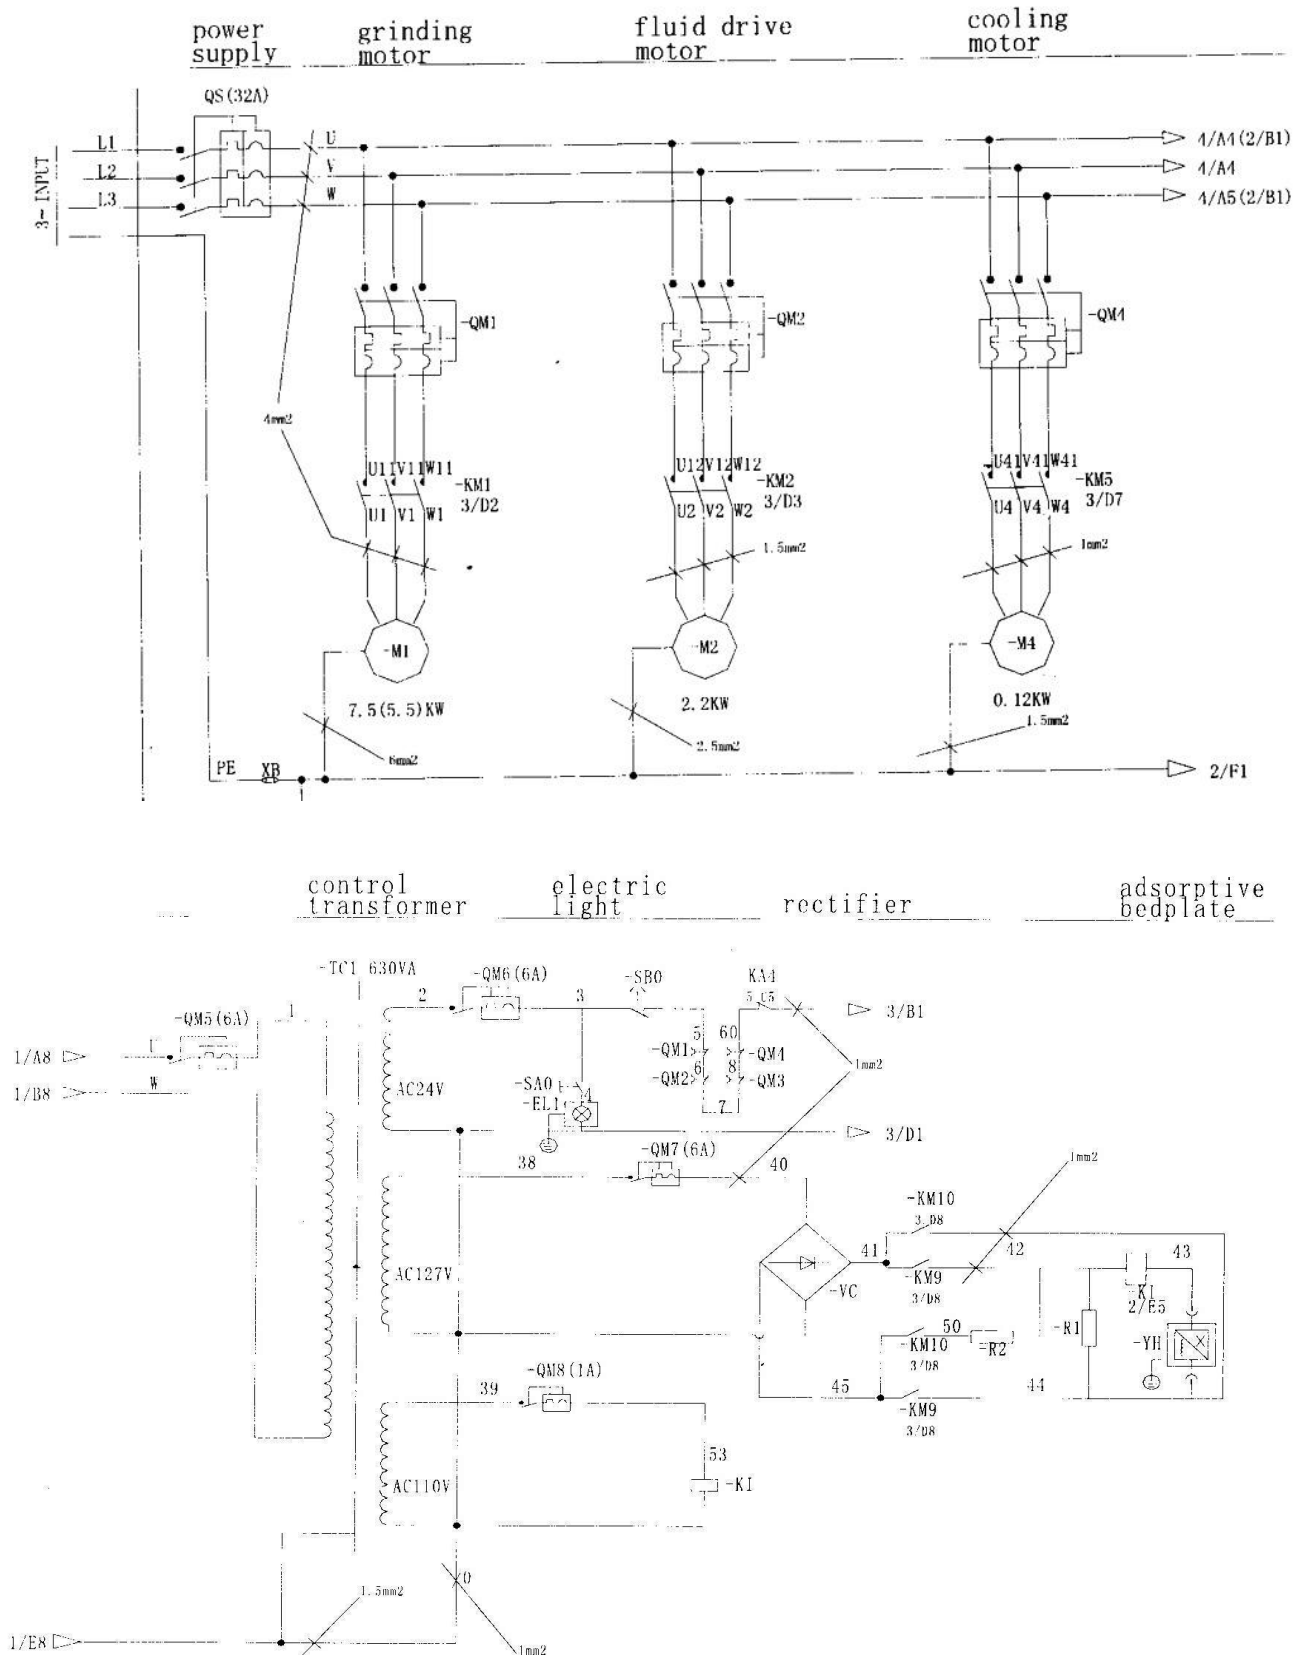 power supply
grinding motor
fluid drive motor
cooling motor
QS(32A)
3~ INPUT
L1
L2
L3
U
V
W
4/A4(2/B1)
4/A4
4/A5(2/B1)
-QM1
-QM2
-QM4
4mm2
U11 V11 W11
-KM1
3/D2
U1 V1 W1
U12 V12 W12
-KM2
3/D3
U2 V2 W2
U41 V41 W41
-KM5
3/D7
U4 V4 W4
1.5mm2
1mm2
-M1
-M2
-M4
7.5(5.5)KW
2.2KW
0.12KW
6mm2
2.5mm2
1.5mm2
PE
XB
2/F1
control transformer
electric light
rectifier
adsorptive bedplate
-TC1 630VA
-QM5(6A)
1
2
-QM6(6A)
3
-SB0
KA4
3/B1
1/A8
1/B8
W
AC24V
5
60
-QM1
-QM4
6
8
-QM2
-QM3
7
1mm2
-SA0
4
-EL1
3/D1
38
-QM7(6A)
40
1mm2
AC127V
-VC
41
-KM10
3/D8
-KM9
3/D8
42
43
-KI
2/E5
-R1
-YH
50
-KM10
3/D8
-R2
45
-KM9
3/D8
44
39
-QM8(1A)
53
-KI
AC110V
0
1.5mm2
1mm2
1/E8